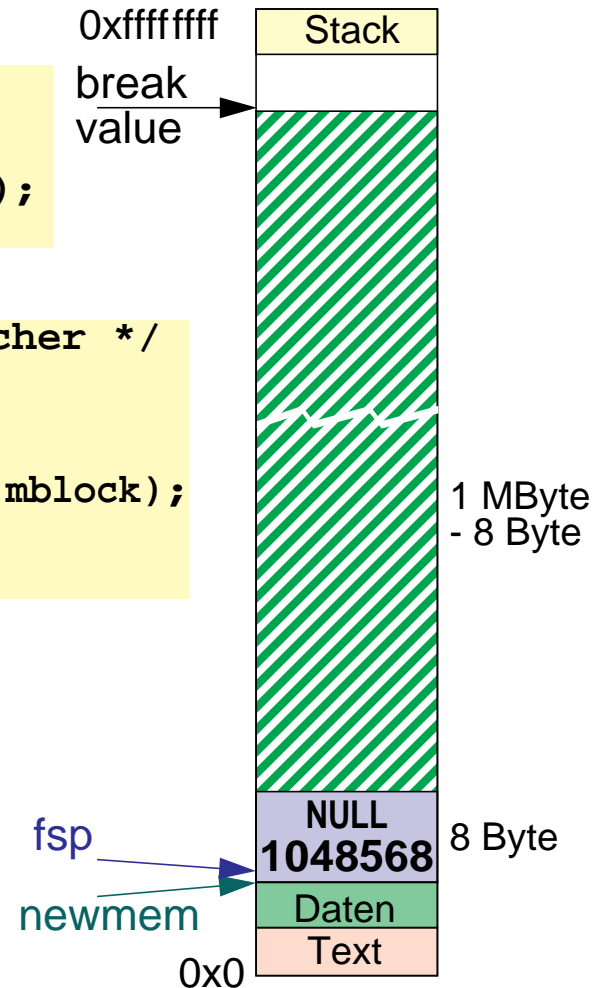 0xffffffff
Stack
break
value
);
cher */
mblock);
1 MByte
- 8 Byte
NULL
1048568
8 Byte
fsp
newmem
Daten
Text
0x0